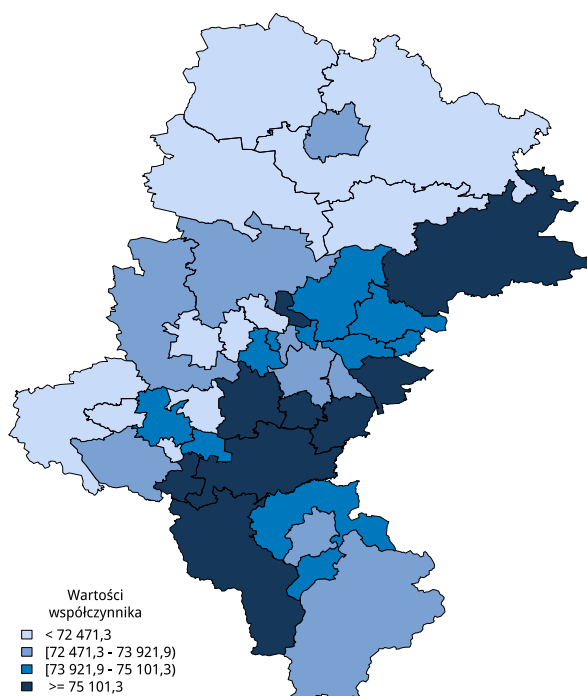 Wartości
współczynnika
< 72 471,3
[72 471,3 - 73 921,9)
[73 921,9 - 75 101,3)
>= 75 101,3